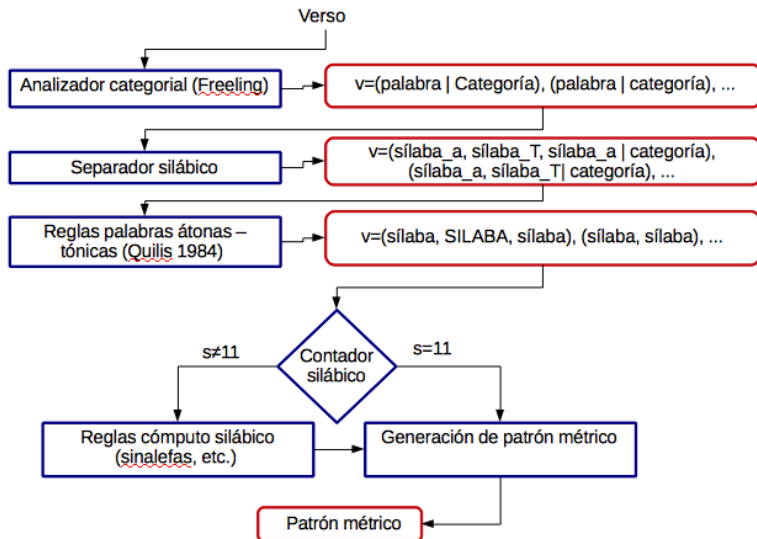 Verso
Analizador categorial (Freeling)
v=(palabra | Categoría), (palabra | categoría), ...
Separador silábico
v=(sílaba_a, sílaba_T, sílaba_a | categoría),
(sílaba_a, sílaba_T| categoría), ...
Reglas palabras átonas –
tónicas (Quilis 1984)
v=(sílaba, SILABA, sílaba), (sílaba, sílaba), ...
s≠11
Contador
silábico
s=11
Reglas cómputo silábico
(sinalefas, etc.)
Generación de patrón métrico
Patrón métrico